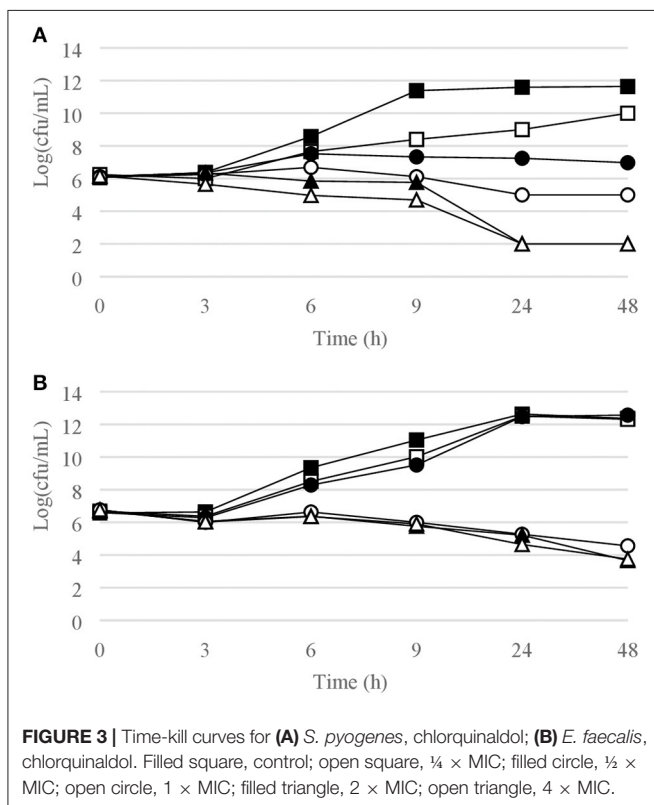 A
14
12
10
8
6
4
2
0
Log(cfu/mL)
0 3 6 9 24 48
Time (h)
B
14
12
10
8
6
4
2
0
Log(cfu/mL)
0 3 6 9 24 48
Time (h)
FIGURE 3 | Time-kill curves for (A) S. pyogenes, chlorquinaldol; (B) E. faecalis,
chlorquinaldol. Filled square, control; open square, ¼ × MIC; filled circle, ½ ×
MIC; open circle, 1 × MIC; filled triangle, 2 × MIC; open triangle, 4 × MIC.